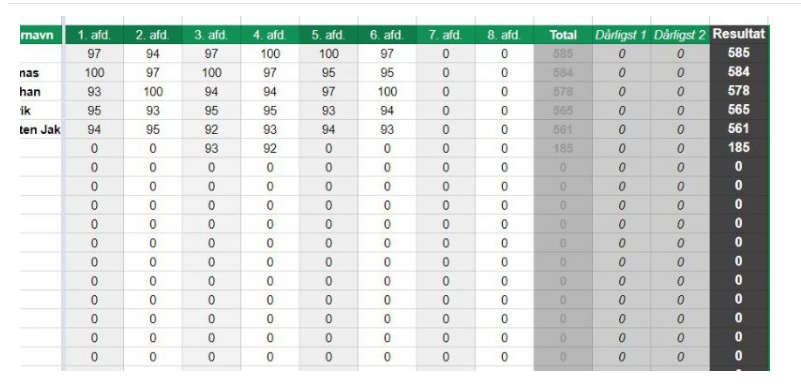 rnavn 1. afd. 2. afd. 3. afd. 4. afd. 5. afd. 6. afd. 7. afd. 8. afd. Total Dårligst 1 Dårligst 2 Resultat
97 94 97 100 100 97 0 0 585 0 0 585
nas 100 97 100 97 95 95 0 0 584 0 0 584
han 93 100 94 94 97 100 0 0 578 0 0 578
ik 95 93 95 95 93 94 0 0 565 0 0 565
ten Jak 94 95 92 93 94 93 0 0 561 0 0 561
0 0 93 92 0 0 0 0 185 0 0 185
0 0 0 0 0 0 0 0 0 0 0 0
0 0 0 0 0 0 0 0 0 0 0 0
0 0 0 0 0 0 0 0 0 0 0 0
0 0 0 0 0 0 0 0 0 0 0 0
0 0 0 0 0 0 0 0 0 0 0 0
0 0 0 0 0 0 0 0 0 0 0 0
0 0 0 0 0 0 0 0 0 0 0 0
0 0 0 0 0 0 0 0 0 0 0 0
0 0 0 0 0 0 0 0 0 0 0 0
0 0 0 0 0 0 0 0 0 0 0 0
0 0 0 0 0 0 0 0 0 0 0 0